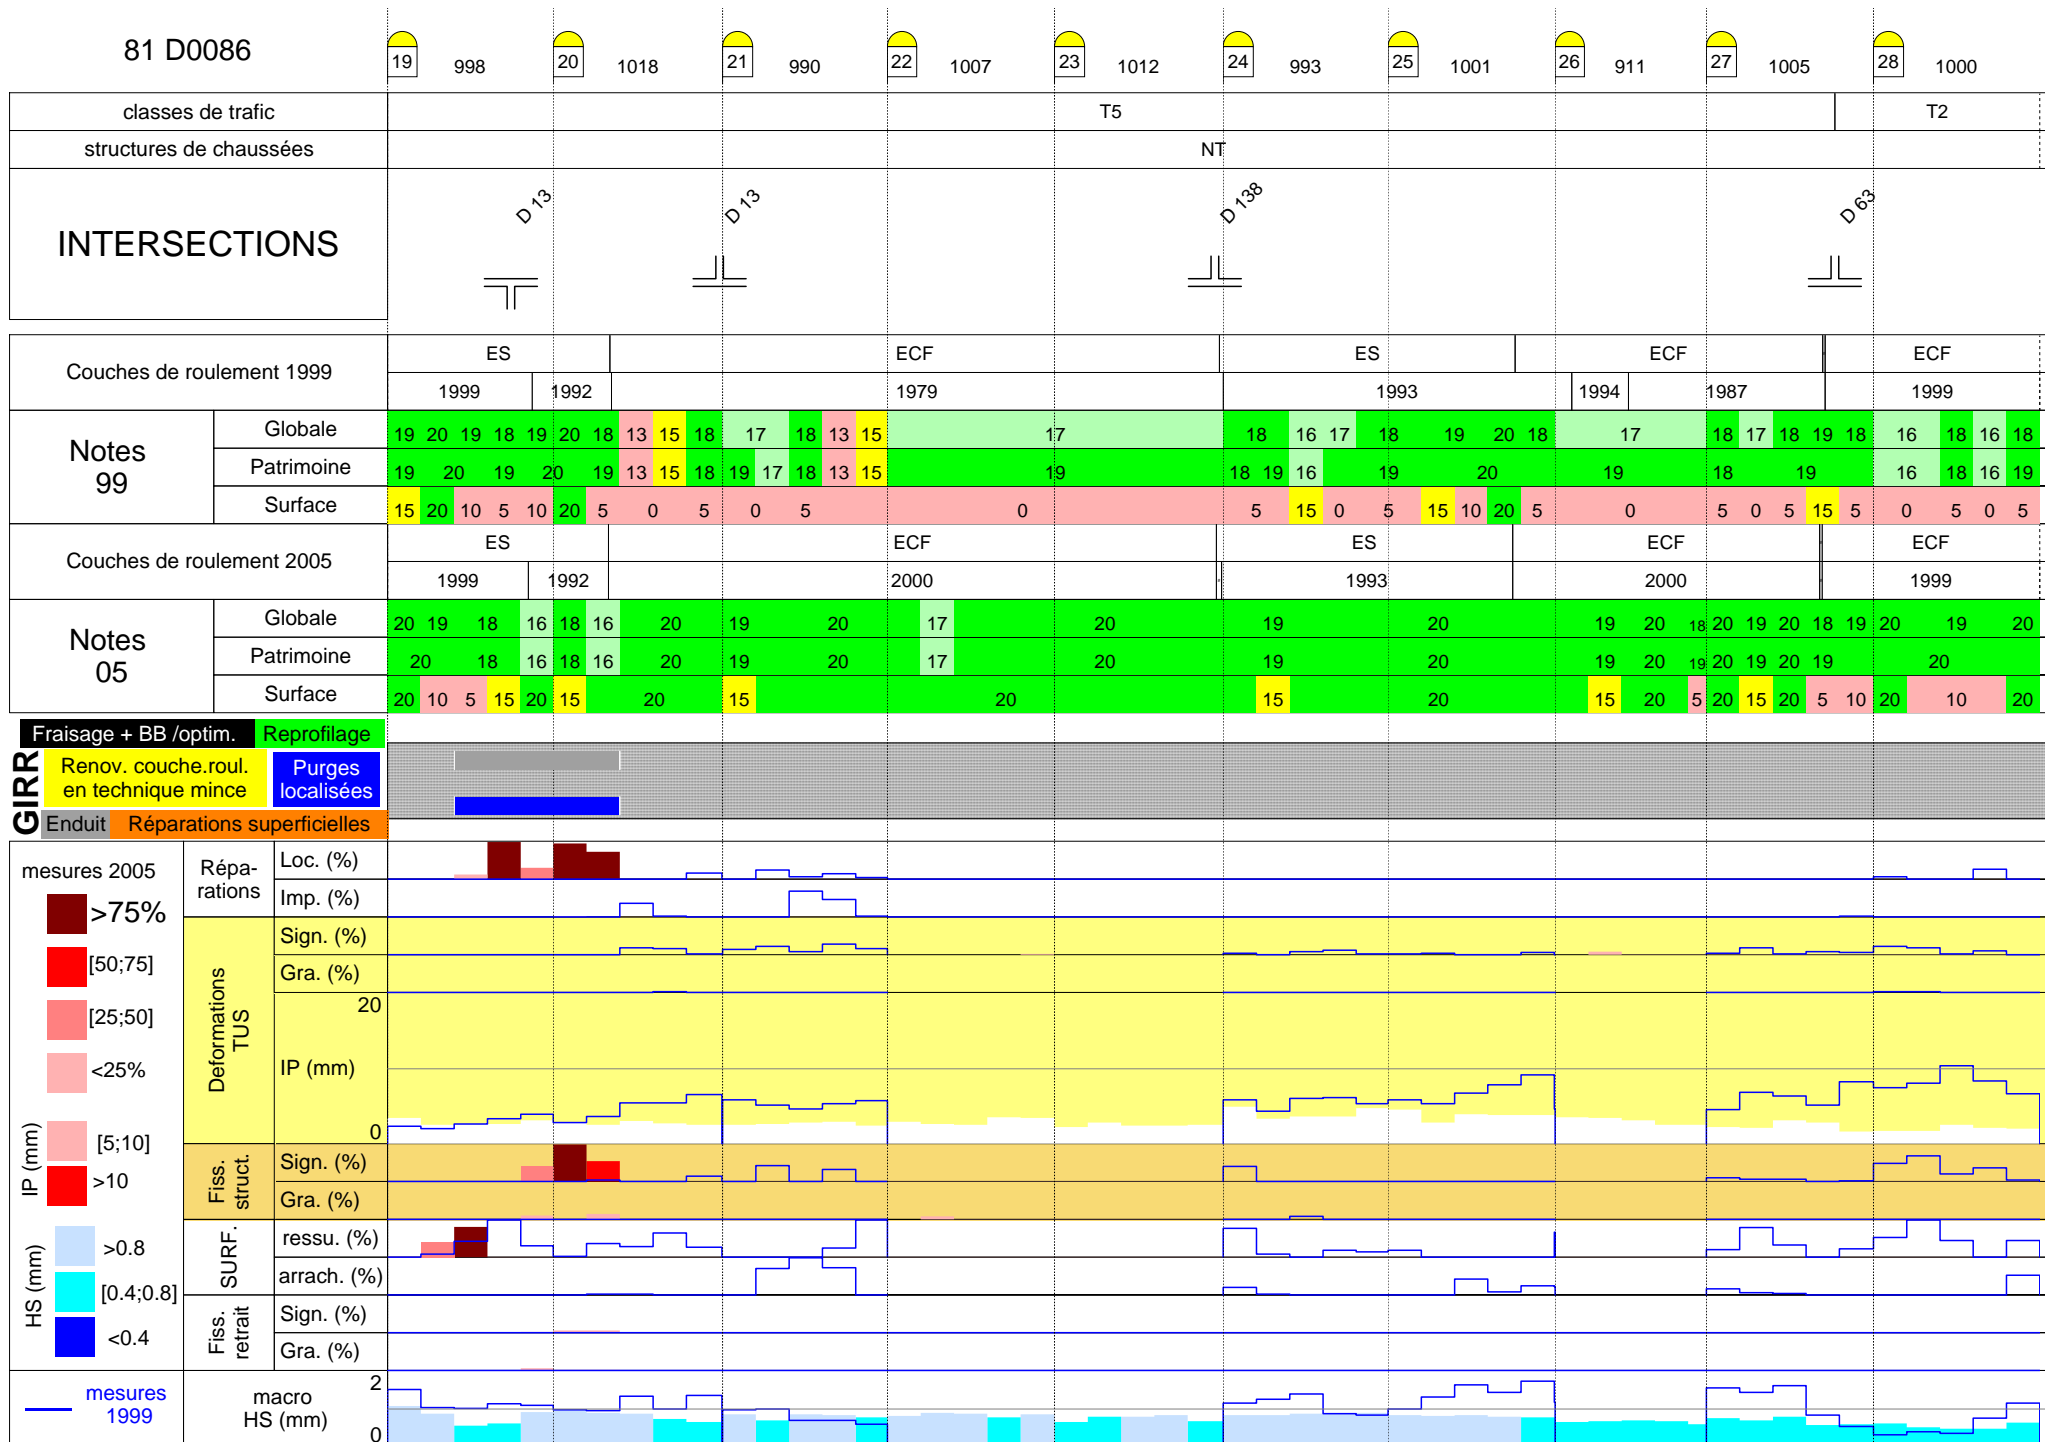 81 D0086
19 998 20 1018 21 990 22 1007 23 1012 24 993 25 1001 26 911 27 1005 28 1000
classes de trafic T5 T2
structures de chaussées NT
INTERSECTIONS D 13 D 13 D 138 D 63
Couches de roulement 1999
ES ECF ES ECF ECF
1999 1992 1979 1993 1994 1987 1999
Notes
99
Globale 19 20 19 18 19 20 18 13 15 18 17 18 13 15 17 18 16 17 18 19 20 18 17 18 17 18 19 18 16 18 16 18
Patrimoine 19 20 19 20 19 13 15 18 19 17 18 13 15 19 18 19 16 19 20 19 18 19 16 18 16 19
Surface 15 20 10 5 10 20 5 0 5 0 5 0 5 15 0 5 15 10 20 5 0 5 0 5 15 5 0 5 0 5
Couches de roulement 2005
ES ECF ES ECF ECF
1999 1992 2000 1993 2000 1999
Notes
05
Globale 20 19 18 16 18 16 20 19 20 17 20 19 20 19 20 18 20 19 20 18 19 20 19 20
Patrimoine 20 18 16 18 16 20 19 20 17 20 19 20 19 20 19 20 19 20 19 20
Surface 20 10 5 15 20 15 20 15 20 15 20 15 20 5 20 15 20 5 10 20 10 20
GIRR
Fraisage + BB /optim. Reprofilage
Renov. couche.roul.
en technique mince
Purges
localisées
Enduit Réparations superficielles
mesures 2005
>75%
[50;75]
[25;50]
<25%
IP (mm)
[5;10]
>10
HS (mm)
>0.8
[0.4;0.8]
<0.4
mesures
1999
Répa-
rations
Loc. (%)
Imp. (%)
Deformations
TUS
Sign. (%)
Gra. (%)
20
IP (mm)
0
Fiss.
struct.
Sign. (%)
Gra. (%)
SURF.
ressu. (%)
arrach. (%)
Fiss.
retrait
Sign. (%)
Gra. (%)
macro
HS (mm)
2
0